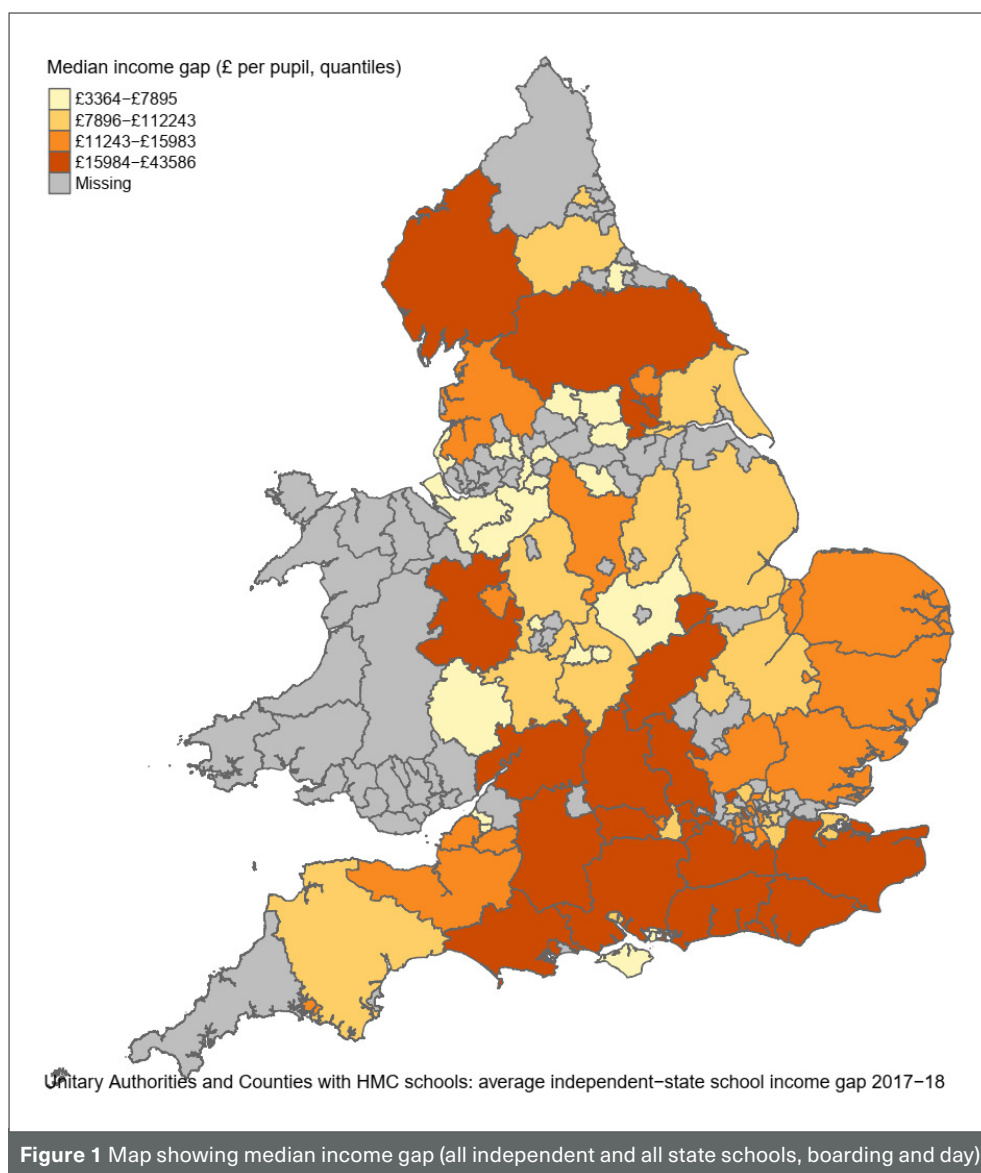 Median income gap (£ per pupil, quantiles)
£3364–£7895
£7896–£112243
£11243–£15983
£15984–£43586
Missing
Unitary Authorities and Counties with HMC schools: average independent–state school income gap 2017–18
Figure 1 Map showing median income gap (all independent and all state schools, boarding and day)